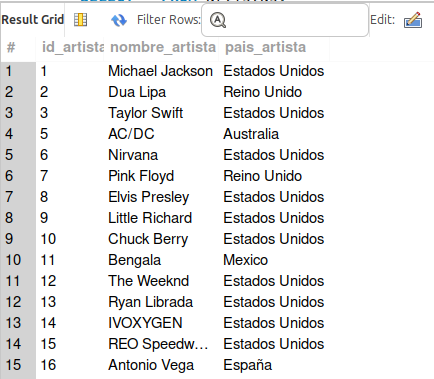 Result Grid Filter Rows: Edit:
# id_artista nombre_artista pais_artista
1 1 Michael Jackson Estados Unidos
2 2 Dua Lipa Reino Unido
3 3 Taylor Swift Estados Unidos
4 5 AC/DC Australia
5 6 Nirvana Estados Unidos
6 7 Pink Floyd Reino Unido
7 8 Elvis Presley Estados Unidos
8 9 Little Richard Estados Unidos
9 10 Chuck Berry Estados Unidos
10 11 Bengala Mexico
11 12 The Weeknd Estados Unidos
12 13 Ryan Librada Estados Unidos
13 14 IVOXYGEN Estados Unidos
14 15 REO Speedw... Estados Unidos
15 16 Antonio Vega España